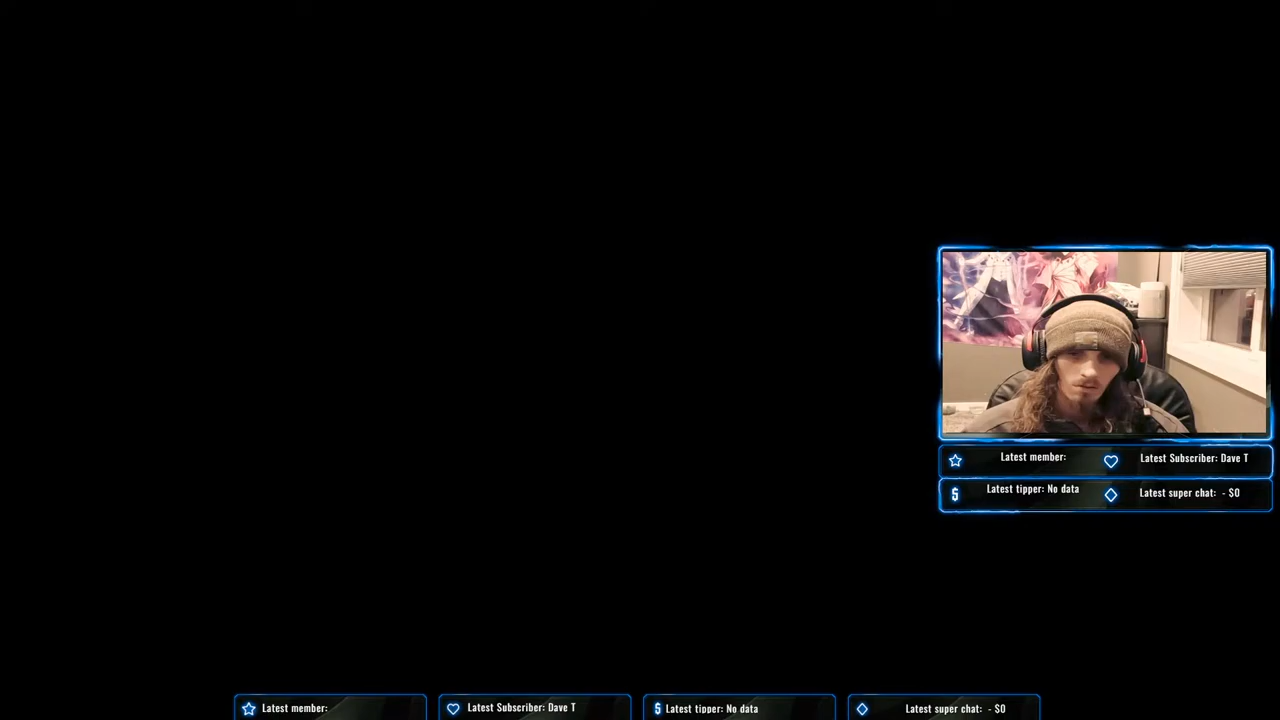 Latest member:
Latest Subscriber: Dave T
Latest tipper: No data
Latest super chat:  - $0
Latest member:
Latest Subscriber: Dave T
Latest tipper: No data
Latest super chat:  - $0